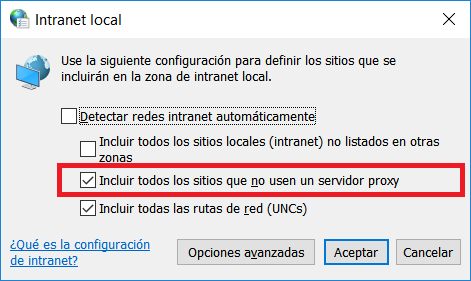 Intranet local
Use la siguiente configuración para definir los sitios que se
incluirán en la zona de intranet local.
Detectar redes intranet automáticamente
Incluir todos los sitios locales (intranet) no listados en otras
zonas
Incluir todos los sitios que no usen un servidor proxy
Incluir todas las rutas de red (UNCs)
¿Qué es la configuración
de intranet?
Opciones avanzadas
Aceptar
Cancelar